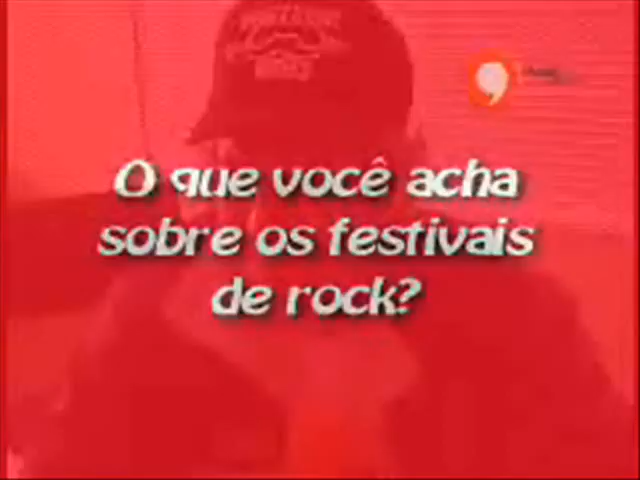 O que você acha
sobre os festivais
de rock?